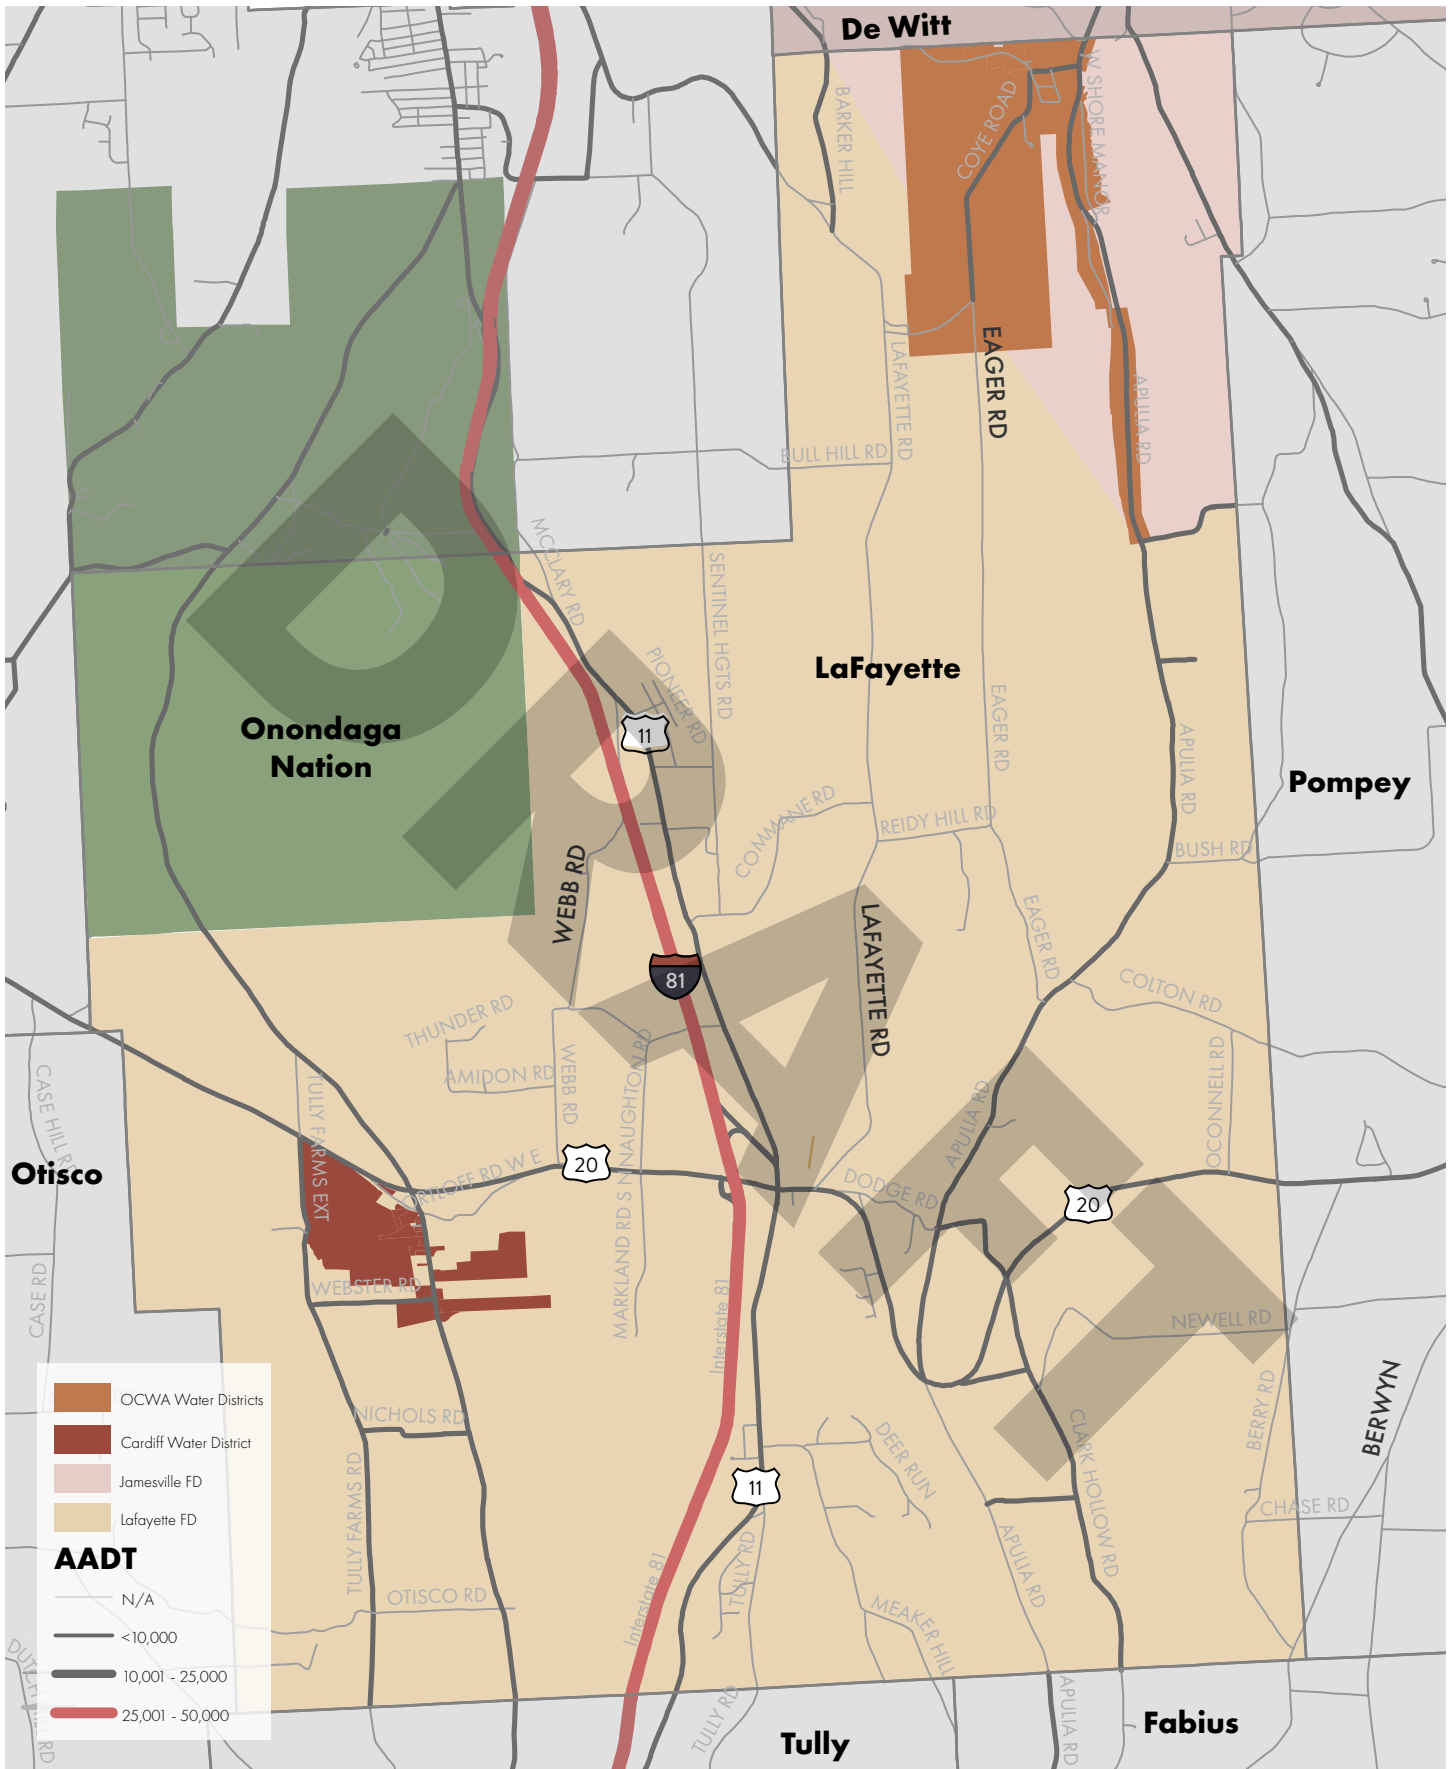 De Witt
W SHORE MANOR
BARKER HILL
COYE ROAD
EAGER RD
LAFAYETTE RD
APULIA RD
BULL HILL RD
MCCLARY RD
SENTINEL HGTS RD
PIONEER RD
LaFayette
Onondaga
Nation
11
EAGER RD
APULIA RD
Pompey
COMMANE RD
REIDY HILL RD
BUSH RD
WEBB RD
LAFAYETTE RD
EAGER RD
81
COLTON RD
THUNDER RD
AMIDON RD
WEBB RD
MARKLAND RD S N NAUGHTON RD
OCONNELL RD
CASE HILL RD
TULLY FARMS EXT
APULIA RD
Otisco
ORTLOFF RD W E
20
DODGE RD
20
WEBSTER RD
CASE RD
Interstate 81
NEWELL RD
BERRY RD
BERWYN
NICHOLS RD
TULLY FARMS RD
DEER RUN
CLARK HOLLOW RD
11
CHASE RD
APULIA RD
TULLY RD
Interstate 81
OTISCO RD
MEAKER HILL
TULLY RD
APULIA RD
Tully
Fabius
OCWA Water Districts
Cardiff Water District
Jamesville FD
Lafayette FD
AADT
N/A
<10,000
10,001 - 25,000
25,001 - 50,000
DRAFT